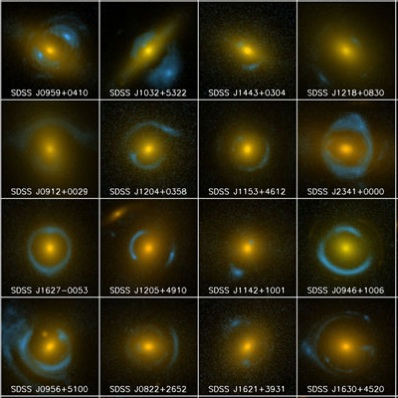 SDSS J0959+0410
SDSS J1032+5322
SDSS J1443+0304
SDSS J1218+0830
SDSS J0912+0029
SDSS J1204+0358
SDSS J1153+4612
SDSS J2341+0000
SDSS J1627-0053
SDSS J1205+4910
SDSS J1142+1001
SDSS J0946+1006
SDSS J0956+5100
SDSS J0822+2652
SDSS J1621+3931
SDSS J1630+4520